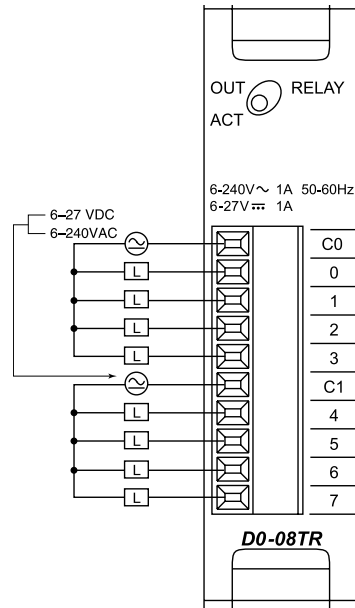 OUT RELAY
ACT
6-240V~ 1A 50-60Hz
6-27V⎓ 1A
6–27 VDC
6–240VAC
C0
L 0
L 1
L 2
L 3
C1
L 4
L 5
L 6
L 7
D0-08TR